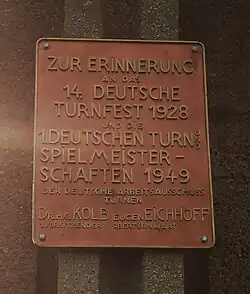 ZUR ERINNERUNG
AN DAS
14. DEUTSCHE
TURNFEST 1928
UND DIE
1. DEUTSCHEN TURN- UND
SPIELMEISTER-
SCHAFTEN 1949
DER DEUTSCHE ARBEITSAUSSCHUSS
TURNEN
DR. H.C. KOLB EUGEN EICHHOFF
VORSITZENDER OBERTURNWART